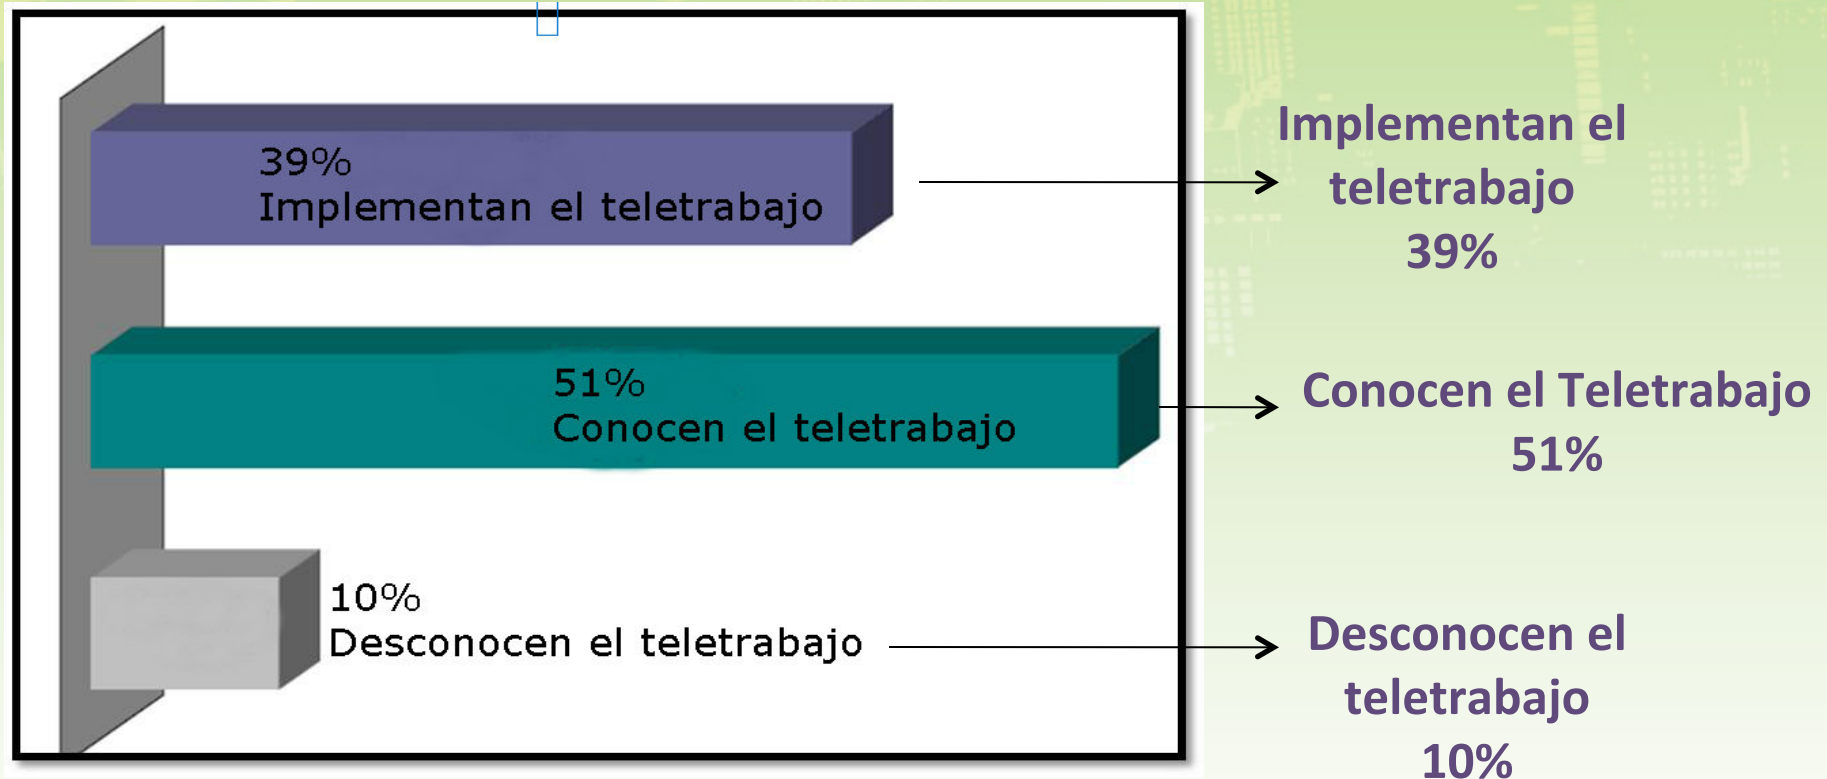 39%
Implementan el teletrabajo
51%
Conocen el teletrabajo
10%
Desconocen el teletrabajo
Implementan el
teletrabajo
39%
Conocen el Teletrabajo
51%
Desconocen el
teletrabajo
10%